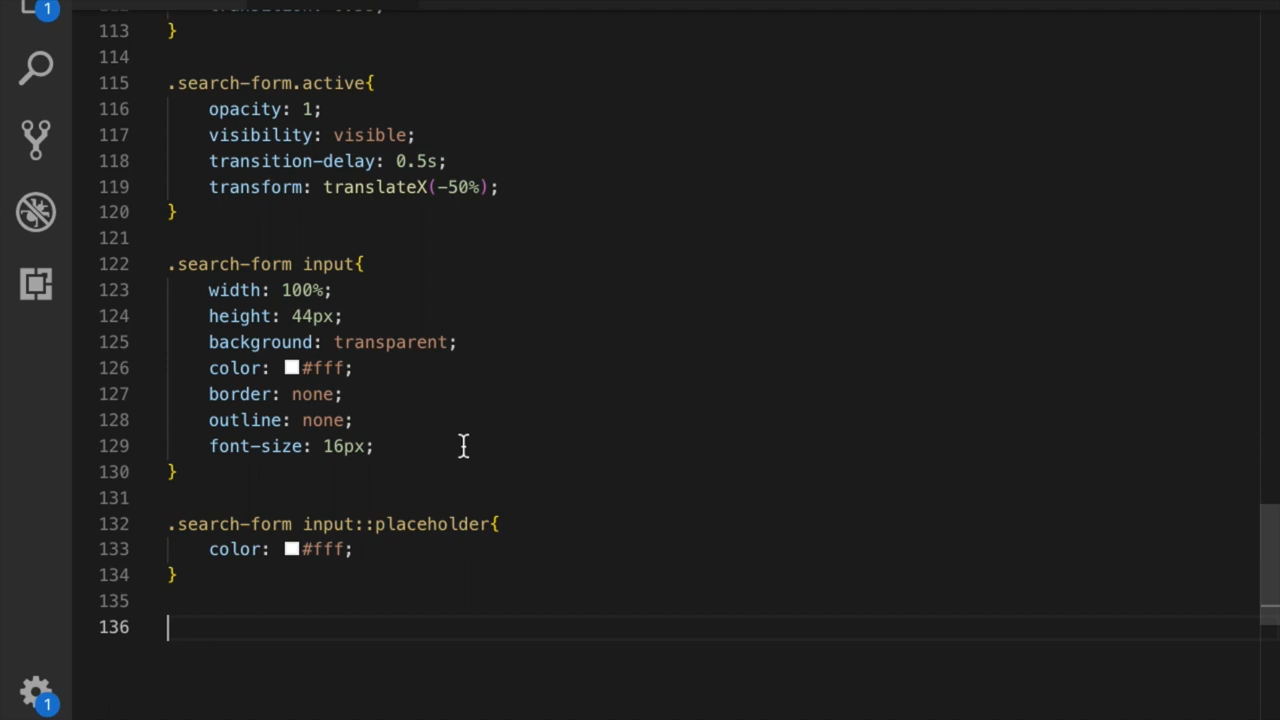 1
113 }
114
115 .search-form.active{
116 opacity: 1;
117 visibility: visible;
118 transition-delay: 0.5s;
119 transform: translateX(-50%);
120 }
121
122 .search-form input{
123 width: 100%;
124 height: 44px;
125 background: transparent;
126 color: #fff;
127 border: none;
128 outline: none;
129 font-size: 16px;
130 }
131
132 .search-form input::placeholder{
133 color: #fff;
134 }
135
136
1